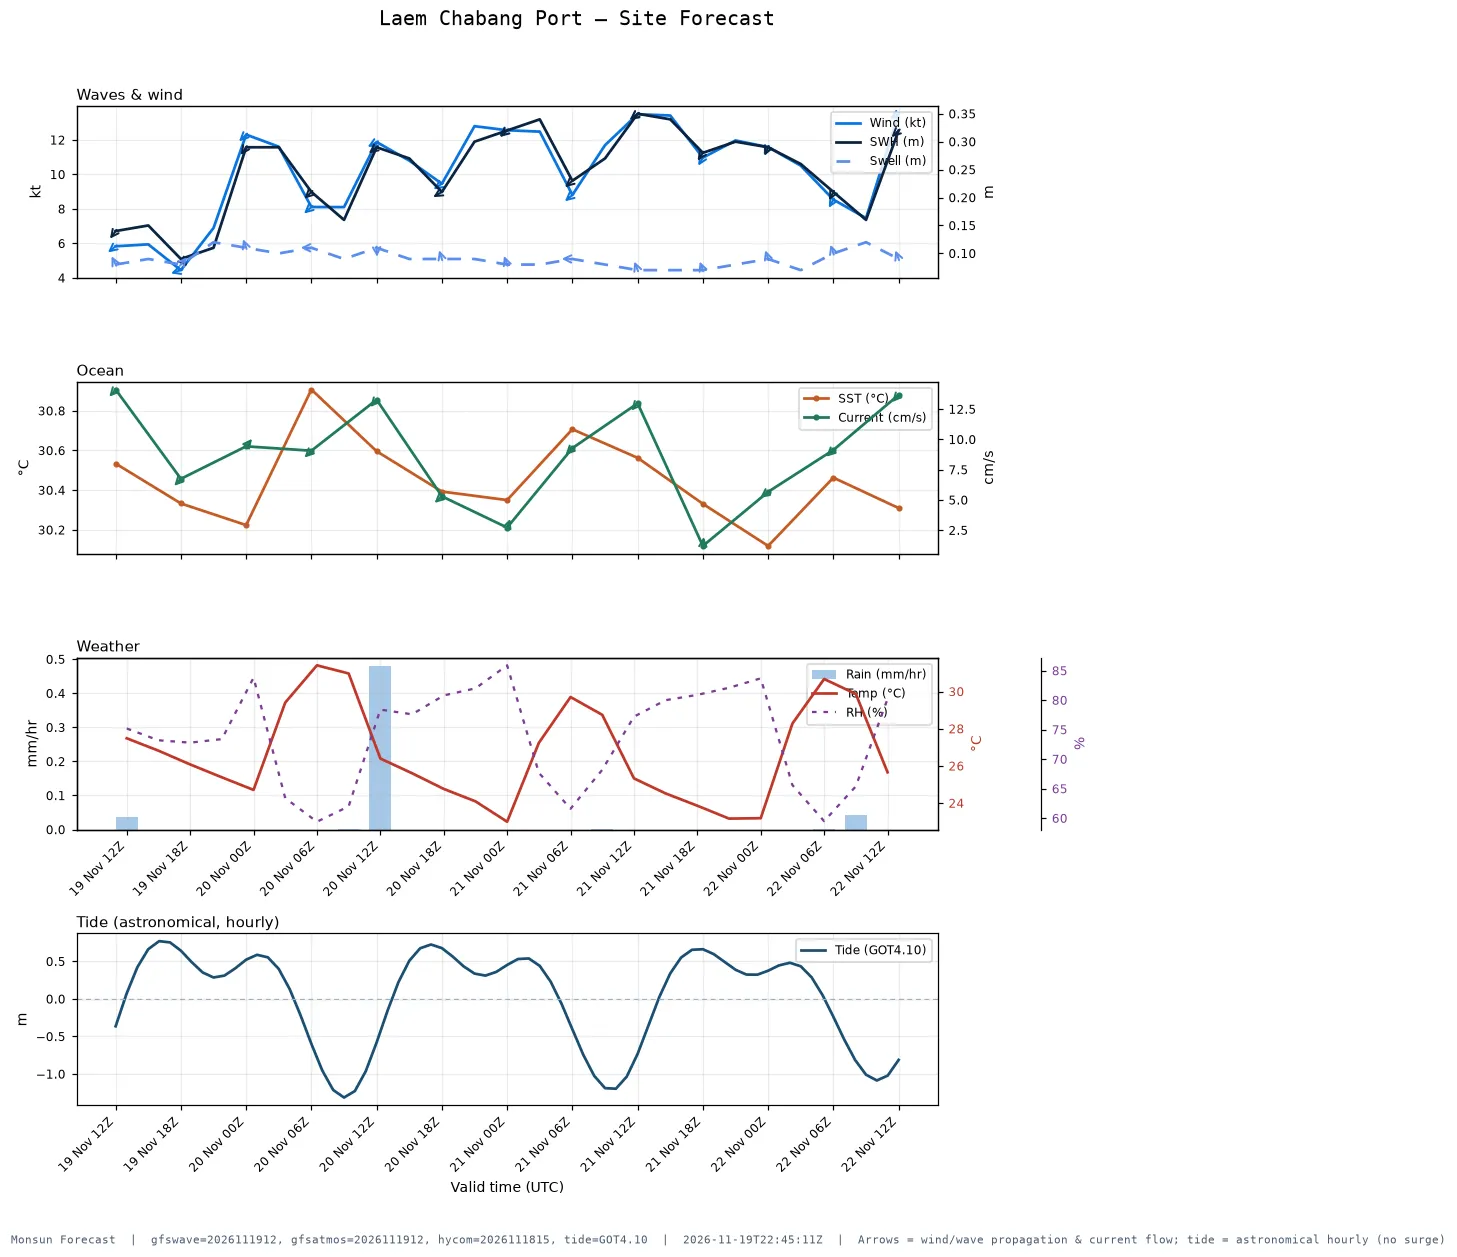 Laem Chabang Port — Site Forecast
Waves & wind
12
10
8
6
4
kt
0.35
0.30
0.25
0.20
0.15
0.10
m
Wind (kt)
SWH (m)
Swell (m)
Ocean
30.8
30.6
30.4
30.2
°C
12.5
10.0
7.5
5.0
2.5
cm/s
SST (°C)
Current (cm/s)
Weather
0.5
0.4
0.3
0.2
0.1
0.0
mm/hr
30
28
26
24
°C
85
80
75
70
65
60
%
Rain (mm/hr)
Temp (°C)
RH (%)
19 Nov 12Z
19 Nov 18Z
20 Nov 00Z
20 Nov 06Z
20 Nov 12Z
20 Nov 18Z
21 Nov 00Z
21 Nov 06Z
21 Nov 12Z
21 Nov 18Z
22 Nov 00Z
22 Nov 06Z
22 Nov 12Z
Tide (astronomical, hourly)
0.5
0.0
−0.5
−1.0
m
Tide (GOT4.10)
19 Nov 12Z
19 Nov 18Z
20 Nov 00Z
20 Nov 06Z
20 Nov 12Z
20 Nov 18Z
21 Nov 00Z
21 Nov 06Z
21 Nov 12Z
21 Nov 18Z
22 Nov 00Z
22 Nov 06Z
22 Nov 12Z
Valid time (UTC)
Monsun Forecast | gfswave=2026111912, gfsatmos=2026111912, hycom=2026111815, tide=GOT4.10 | 2026-11-19T22:45:11Z | Arrows = wind/wave propagation & current flow; tide = astronomical hourly (no surge)